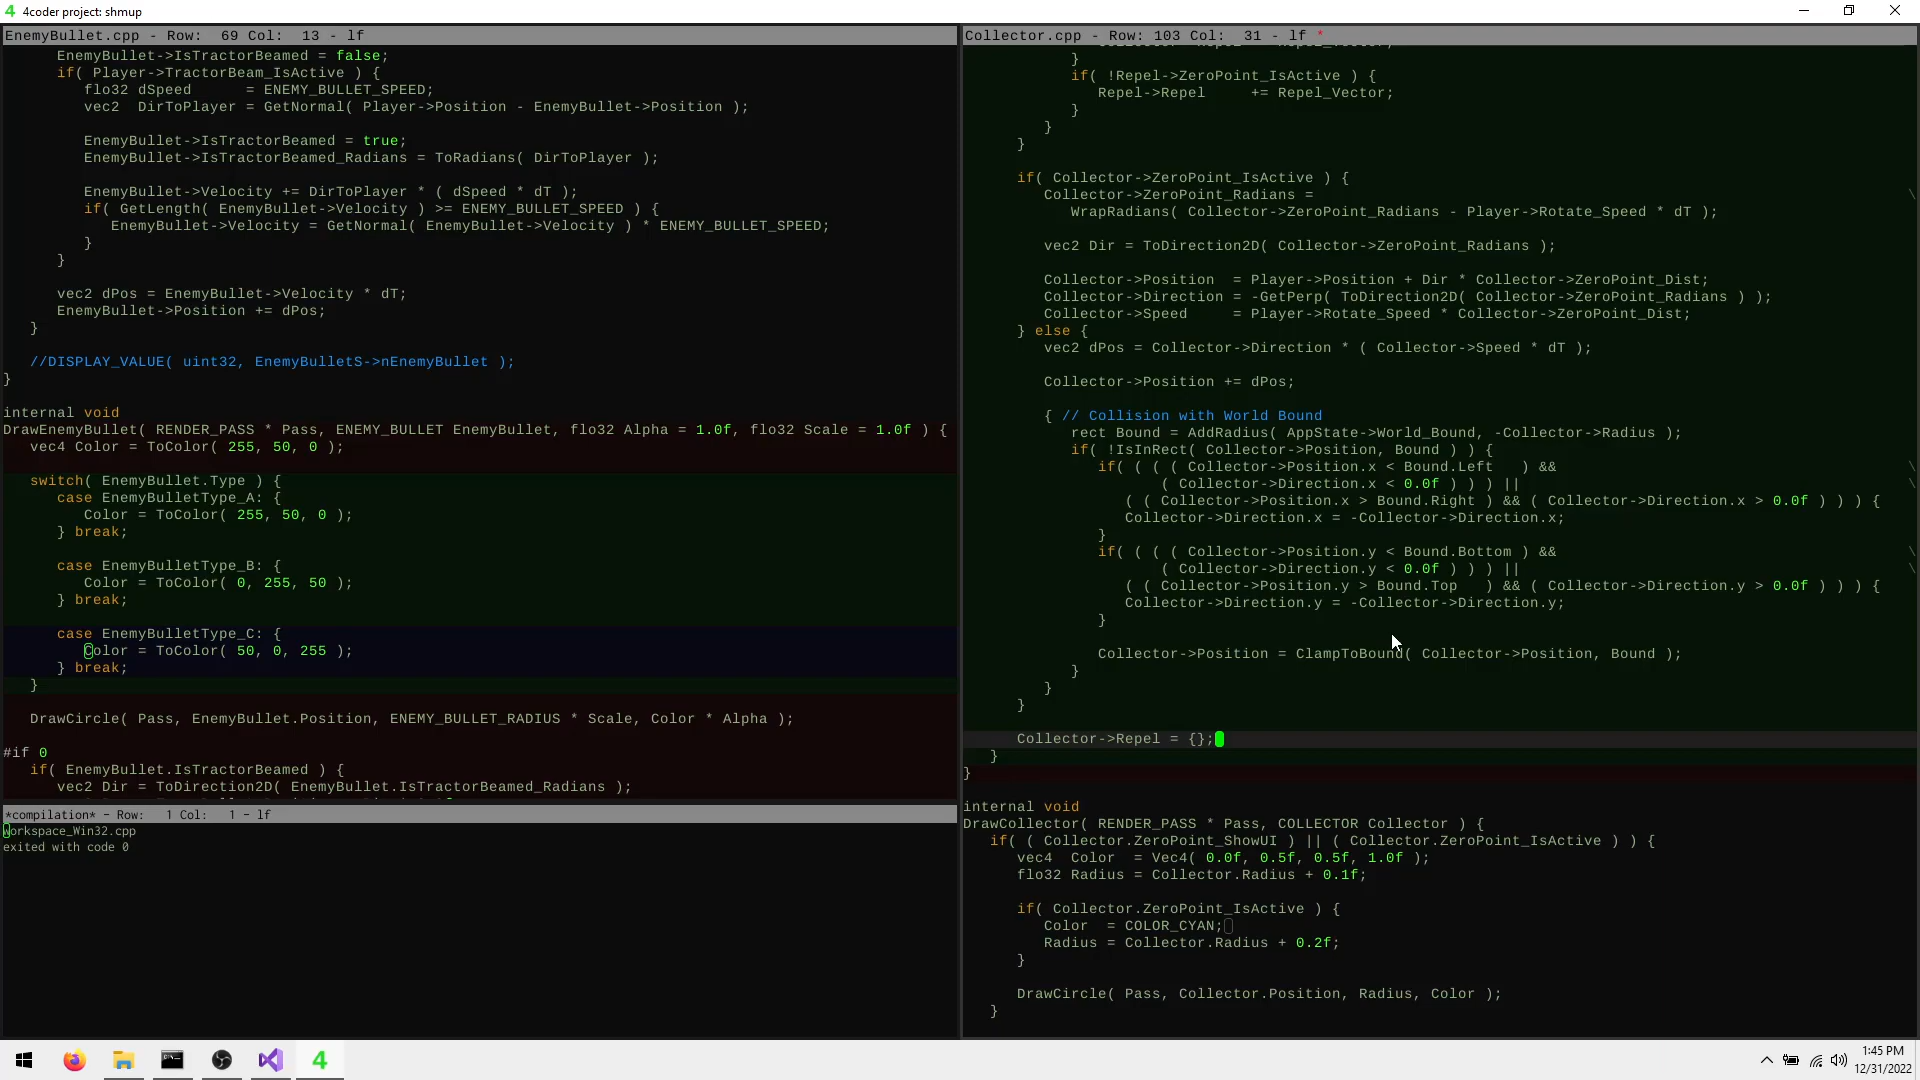 4 4coder project: shmup
EnemyBullet.cpp - Row:  69 Col:  13 - lf
EnemyBullet->IsTractorBeamed = false;
if( Player->TractorBeam_IsActive ) {
flo32 dSpeed      = ENEMY_BULLET_SPEED;
vec2  DirToPlayer = GetNormal( Player->Position - EnemyBullet->Position );
EnemyBullet->IsTractorBeamed = true;
EnemyBullet->IsTractorBeamed_Radians = ToRadians( DirToPlayer );
EnemyBullet->Velocity += DirToPlayer * ( dSpeed * dT );
if( GetLength( EnemyBullet->Velocity ) >= ENEMY_BULLET_SPEED ) {
EnemyBullet->Velocity = GetNormal( EnemyBullet->Velocity ) * ENEMY_BULLET_SPEED;
}
}
vec2 dPos = EnemyBullet->Velocity * dT;
EnemyBullet->Position += dPos;
}
//DISPLAY_VALUE( uint32, EnemyBulletS->nEnemyBullet );
}
internal void
DrawEnemyBullet( RENDER_PASS * Pass, ENEMY_BULLET EnemyBullet, flo32 Alpha = 1.0f, flo32 Scale = 1.0f ) {
vec4 Color = ToColor( 255, 50, 0 );
switch( EnemyBullet.Type ) {
case EnemyBulletType_A: {
Color = ToColor( 255, 50, 0 );
} break;
case EnemyBulletType_B: {
Color = ToColor( 0, 255, 50 );
} break;
case EnemyBulletType_C: {
Color = ToColor( 50, 0, 255 );
} break;
}
DrawCircle( Pass, EnemyBullet.Position, ENEMY_BULLET_RADIUS * Scale, Color * Alpha );
#if 0
if( EnemyBullet.IsTractorBeamed ) {
vec2 Dir = ToDirection2D( EnemyBullet.IsTractorBeamed_Radians );
*compilation* - Row:   1 Col:   1 - lf
workspace_Win32.cpp
exited with code 0
Collector.cpp - Row: 103 Col:  31 - lf *
}
if( !Repel->ZeroPoint_IsActive ) {
Repel->Repel     += Repel_Vector;
}
}
}
if( Collector->ZeroPoint_IsActive ) {
Collector->ZeroPoint_Radians = \
WrapRadians( Collector->ZeroPoint_Radians - Player->Rotate_Speed * dT );
vec2 Dir = ToDirection2D( Collector->ZeroPoint_Radians );
Collector->Position  = Player->Position + Dir * Collector->ZeroPoint_Dist;
Collector->Direction = -GetPerp( ToDirection2D( Collector->ZeroPoint_Radians ) );
Collector->Speed     = Player->Rotate_Speed * Collector->ZeroPoint_Dist;
} else {
vec2 dPos = Collector->Direction * ( Collector->Speed * dT );
Collector->Position += dPos;
{ // Collision with World Bound
rect Bound = AddRadius( AppState->World_Bound, -Collector->Radius );
if( !IsInRect( Collector->Position, Bound ) ) {
if( ( ( ( Collector->Position.x < Bound.Left   ) && \
( Collector->Direction.x < 0.0f ) ) ) || \
( ( Collector->Position.x > Bound.Right ) && ( Collector->Direction.x > 0.0f ) ) ) {
Collector->Direction.x = -Collector->Direction.x;
}
if( ( ( ( Collector->Position.y < Bound.Bottom ) && \
( Collector->Direction.y < 0.0f ) ) ) || \
( ( Collector->Position.y > Bound.Top   ) && ( Collector->Direction.y > 0.0f ) ) ) {
Collector->Direction.y = -Collector->Direction.y;
}
Collector->Position = ClampToBound( Collector->Position, Bound );
}
}
}
Collector->Repel = {};
}
}
internal void
DrawCollector( RENDER_PASS * Pass, COLLECTOR Collector ) {
if( ( Collector.ZeroPoint_ShowUI ) || ( Collector.ZeroPoint_IsActive ) ) {
vec4  Color  = Vec4( 0.0f, 0.5f, 0.5f, 1.0f );
flo32 Radius = Collector.Radius + 0.1f;
if( Collector.ZeroPoint_IsActive ) {
Color  = COLOR_CYAN;
Radius = Collector.Radius + 0.2f;
}
DrawCircle( Pass, Collector.Position, Radius, Color );
}
4
1:45 PM
12/31/2022